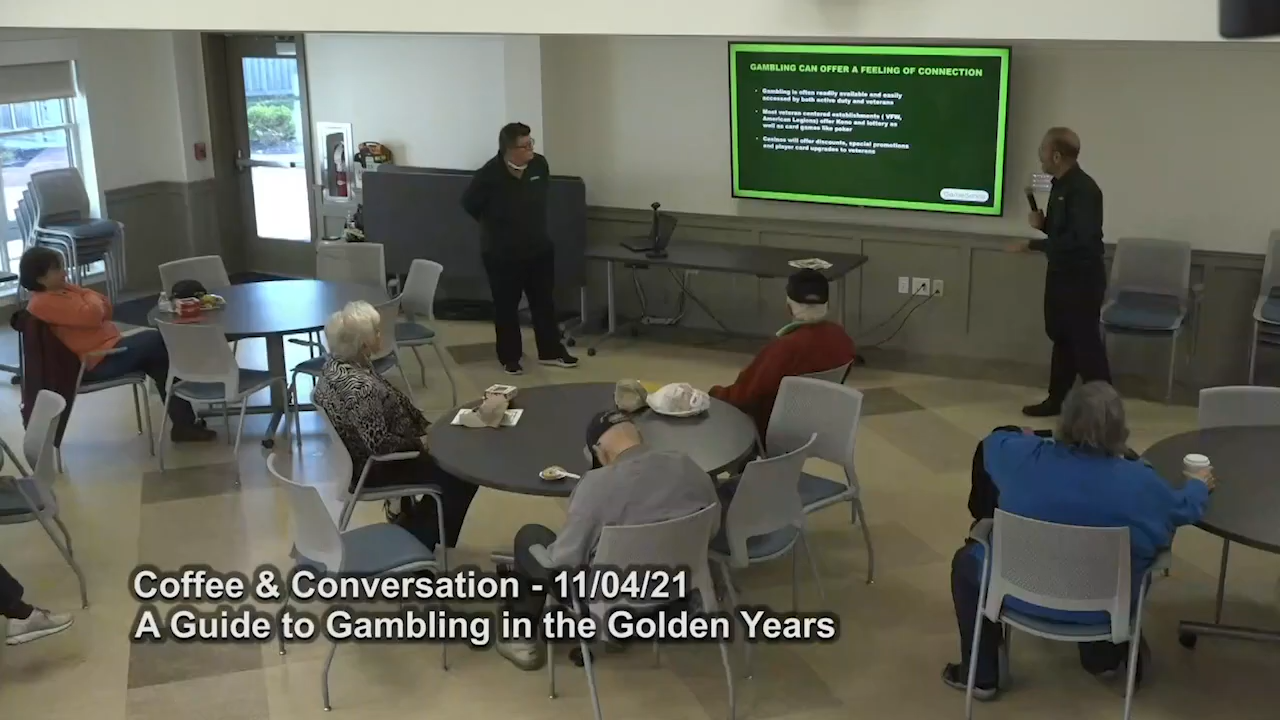 GAMBLING CAN OFFER A FEELING OF CONNECTION
• Gambling is often readily available and easily
accessed by both active duty and veterans
• Most veteran centered establishments ( VFW,
American Legions) offer Keno and lottery as
well as card games like poker
• Casinos will offer discounts, special promotions
and player card upgrades to veterans
Coffee & Conversation - 11/04/21
A Guide to Gambling in the Golden Years